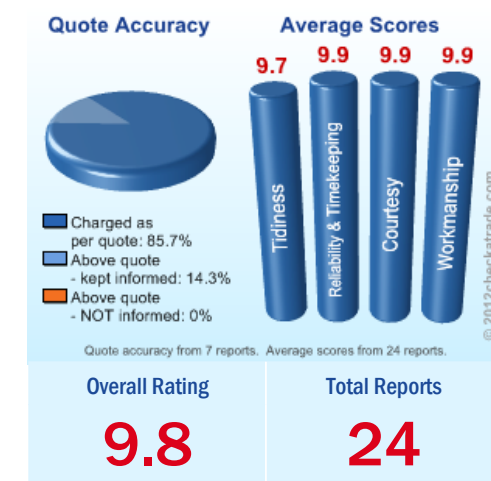 Quote Accuracy
Average Scores
9.7
9.9
9.9
9.9
Tidiness
Reliability & Timekeeping
Courtesy
Workmanship
Charged as
per quote: 85.7%
Above quote
- kept informed: 14.3%
Above quote
- NOT informed: 0%
© 2012checkatrade.com
Quote accuracy from 7 reports. Average scores from 24 reports.
Overall Rating
Total Reports
9.8
24